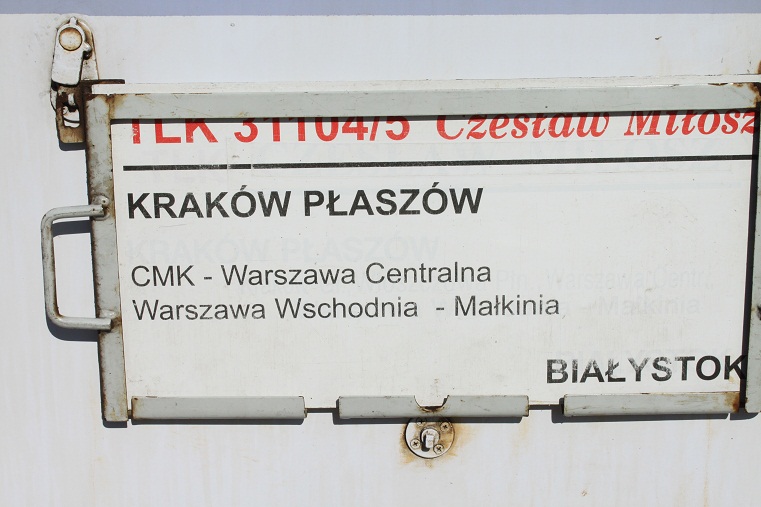 TLK 31104/5 Czesław Miłosz
KRAKÓW PŁASZÓW
CMK - Warszawa Centralna
Warszawa Wschodnia - Małkinia
BIAŁYSTOK